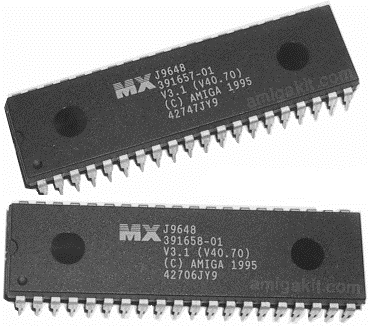 MX J9648
391657-01
V3.1 (V40.70)
(C) AMIGA 1995
42747JY9
amigakit.com
MX J9648
391658-01
V3.1 (V40.70)
(C) AMIGA 1995
42706JY9
amigakit.com